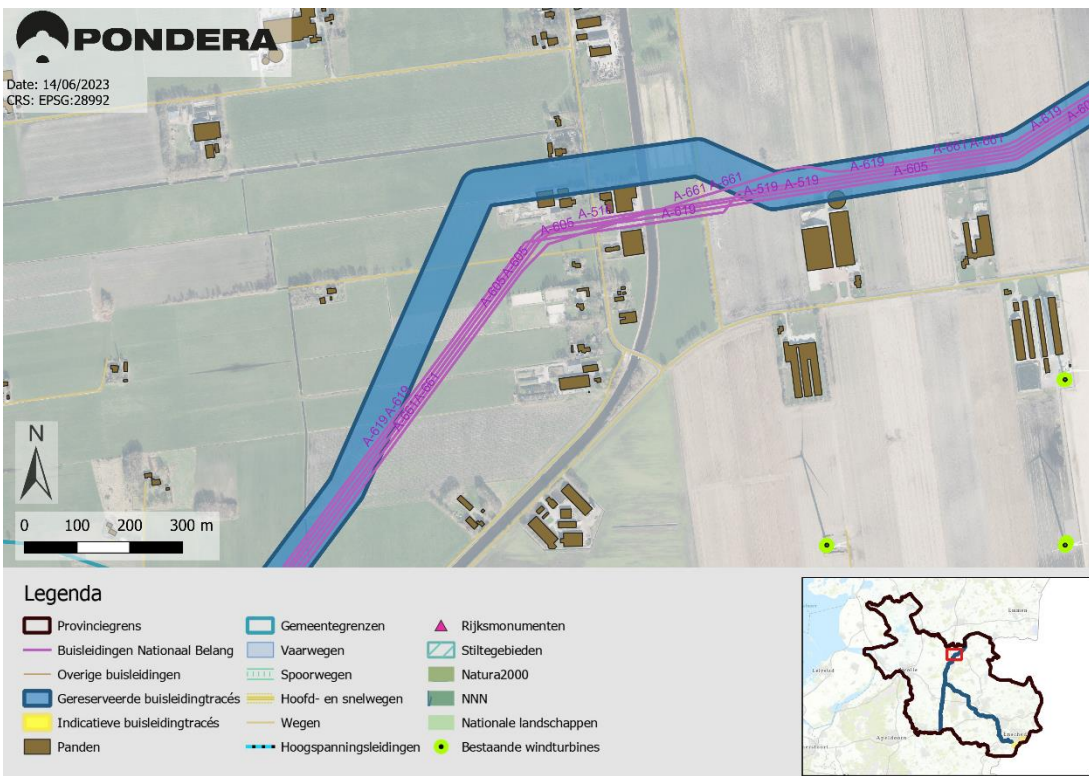 PONDERA
Date: 14/06/2023
CRS: EPSG:28992
A-619
A-661 A-661
A-619
A-605
A-661 A-661
A-519 A-519
A-619
A-605
A-605 A-605
A-619 A-619
A-661 A-661
N
0 100 200 300 m
Legenda
Provinciegrens
Buisleidingen Nationaal Belang
Overige buisleidingen
Gereserveerde buisleidingtracés
Indicatieve buisleidingtracés
Panden
Gemeentegrenzen
Vaarwegen
Spoorwegen
Hoofd- en snelwegen
Wegen
Hoogspanningsleidingen
Rijksmonumenten
Stiltegebieden
Natura2000
NNN
Nationale landschappen
Bestaande windturbines